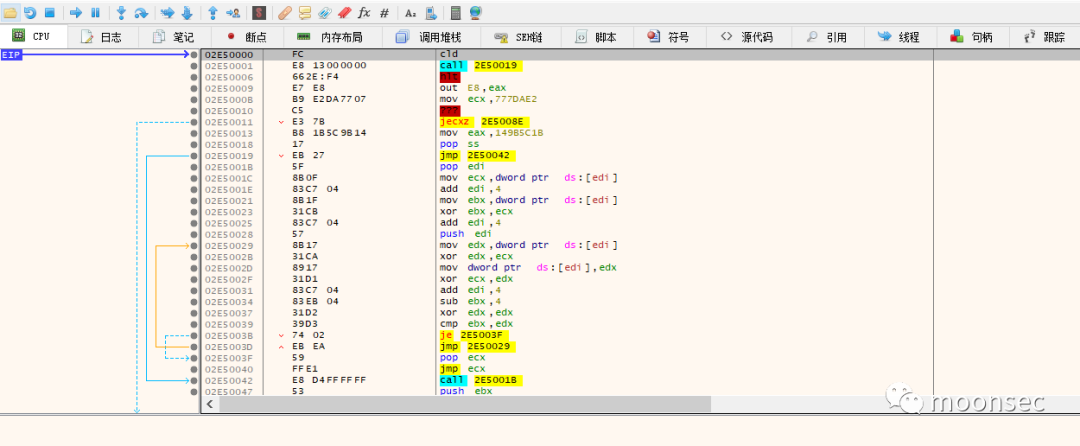 fx # A₂
CPU 日志 笔记 断点 内存布局 调用堆栈 SEH链 脚本 符号 源代码 引用 线程 句柄 跟踪
EIP 02E50000 FC cld
02E50001 E8 13000000 call 2E50019
02E50006 662E:F4 hlt
02E50009 E7 E8 out E8,eax
02E5000B B9 E2DA7707 mov ecx,777DAE2
02E50010 C5 ???
02E50011 E3 7B jecxz 2E5008E
02E50013 B8 1B5C9B14 mov eax,149B5C1B
02E50018 17 pop ss
02E50019 EB 27 jmp 2E50042
02E5001B 5F pop edi
02E5001C 8B0F mov ecx,dword ptr ds:[edi]
02E5001E 83C7 04 add edi,4
02E50021 8B1F mov ebx,dword ptr ds:[edi]
02E50023 31CB xor ebx,ecx
02E50025 83C7 04 add edi,4
02E50028 57 push edi
02E50029 8B17 mov edx,dword ptr ds:[edi]
02E5002B 31CA xor edx,ecx
02E5002D 8917 mov dword ptr ds:[edi],edx
02E5002F 31D1 xor ecx,edx
02E50031 83C7 04 add edi,4
02E50034 83EB 04 sub ebx,4
02E50037 31D2 xor edx,edx
02E50039 39D3 cmp ebx,edx
02E5003B 74 02 je 2E5003F
02E5003D EB EA jmp 2E50029
02E5003F 59 pop ecx
02E50040 FFE1 jmp ecx
02E50042 E8 D4FFFFFF call 2E5001B
02E50047 53 push ebx
moonsec